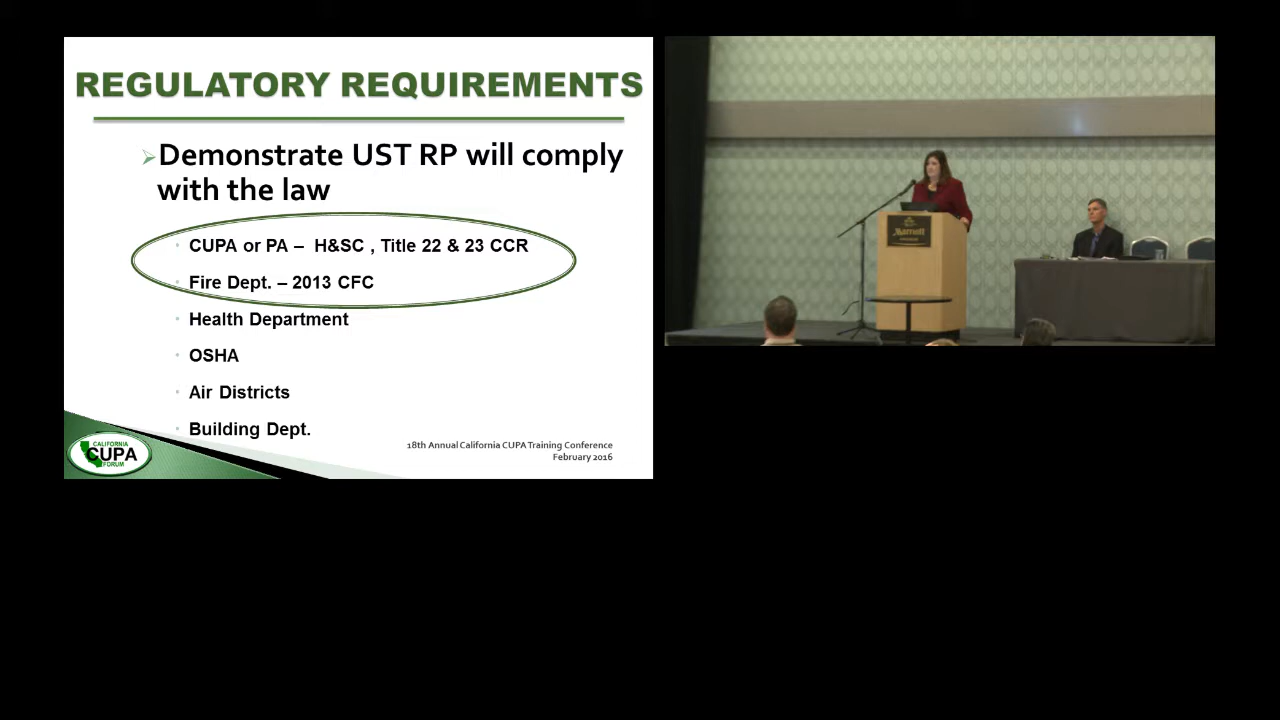 REGULATORY REQUIREMENTS
Demonstrate UST RP will comply
with the law
CUPA or PA – H&SC , Title 22 & 23 CCR
Fire Dept. – 2013 CFC
Health Department
OSHA
Air Districts
Building Dept.
18th Annual California CUPA Training Conference
February 2016
CALIFORNIA
CUPA
FORUM
Marriott